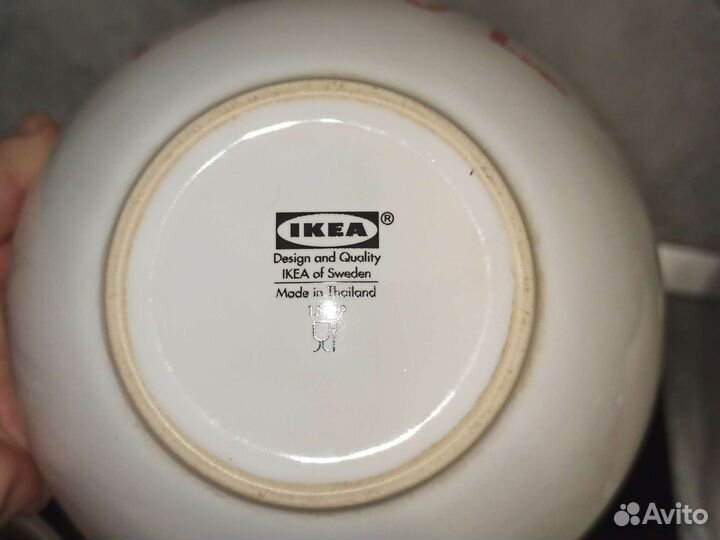 IKEA®
Design and Quality
IKEA of Sweden
Made in Thailand
Avito